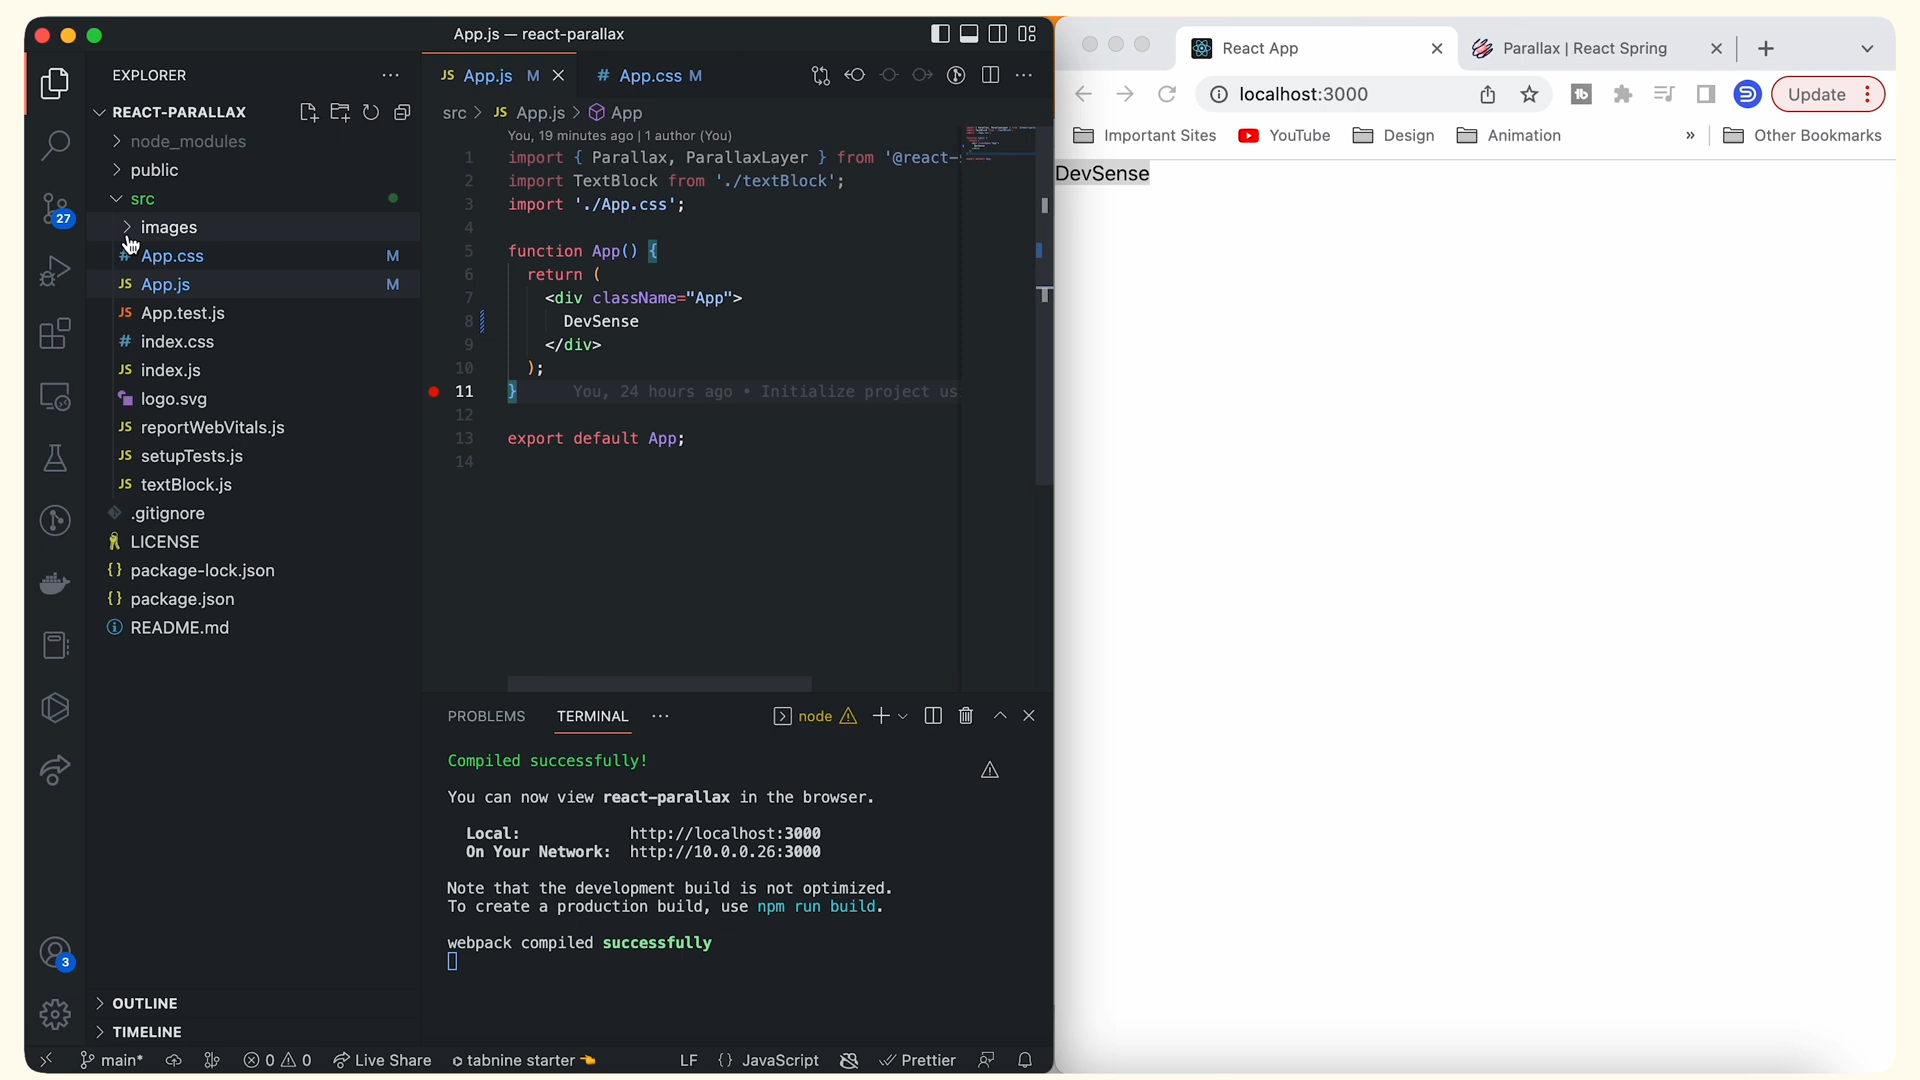 App.js — react-parallax
EXPLORER
REACT-PARALLAX
node_modules
public
src
images
App.css M
App.js M
App.test.js
index.css
index.js
logo.svg
reportWebVitals.js
setupTests.js
textBlock.js
.gitignore
LICENSE
package-lock.json
package.json
README.md
OUTLINE
TIMELINE
27
3
JS App.js M
# App.css M
src > JS App.js > App
You, 19 minutes ago | 1 author (You)
1 import { Parallax, ParallaxLayer } from '@react-
2 import TextBlock from './textBlock';
3 import './App.css';
4
5 function App() {
6 return (
7 <div className="App">
8 DevSense
9 </div>
10 );
11 } You, 24 hours ago • Initialize project us
12
13 export default App;
14
PROBLEMS TERMINAL
node
Compiled successfully!
You can now view react-parallax in the browser.
Local: http://localhost:3000
On Your Network: http://10.0.0.26:3000
Note that the development build is not optimized.
To create a production build, use npm run build.
webpack compiled successfully
main* 0 0 Live Share tabnine starter LF {} JavaScript Prettier
React App
Parallax | React Spring
localhost:3000
tb
Update
Important Sites YouTube Design Animation » Other Bookmarks
DevSense